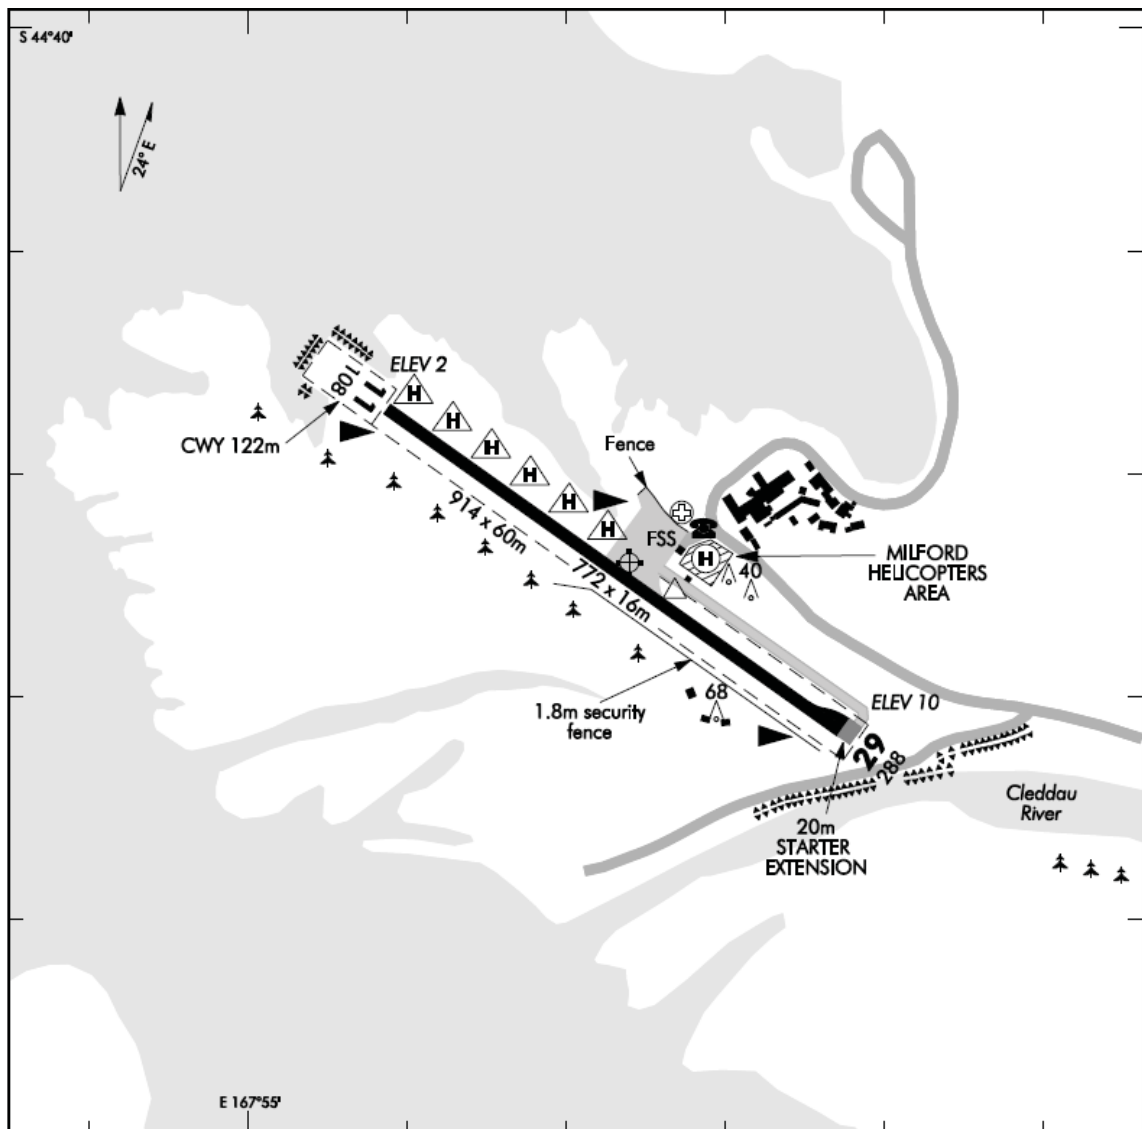 S 44°40'
24° E
ELEV 2
108
11
CWY 122m
H
H
H
H
H
H
Fence
914 x 60m
FSS
H
MILFORD
HELICOPTERS
AREA
40
772 x 16m
68
1.8m security
fence
ELEV 10
29
288
Cleddau
River
20m
STARTER
EXTENSION
E 167°55'